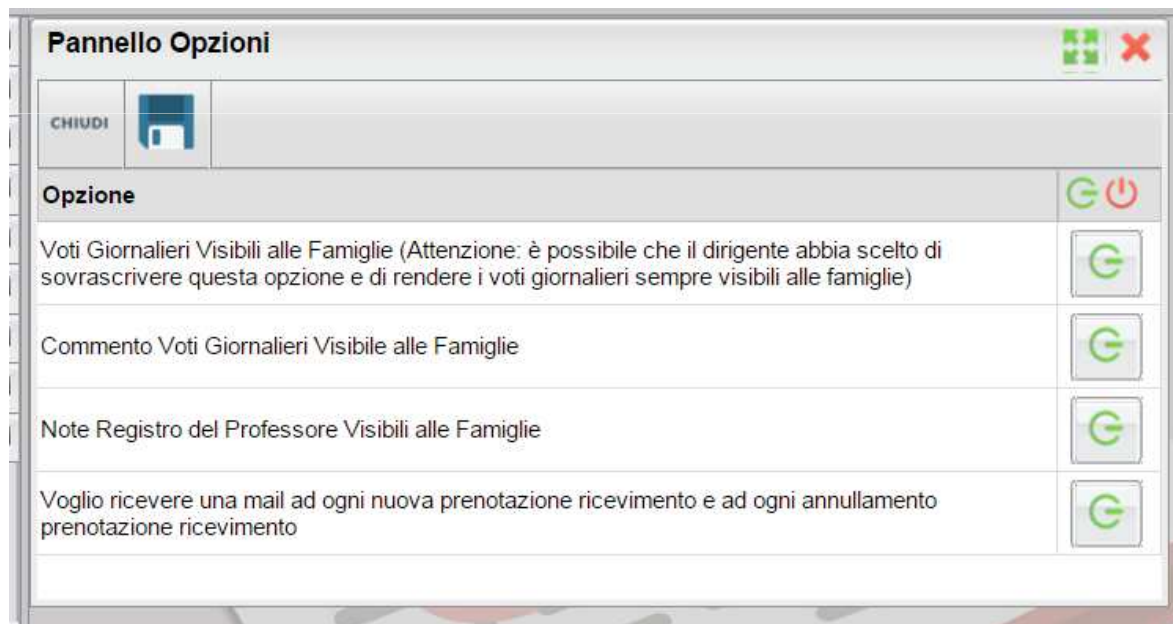 Pannello Opzioni
CHIUDI
Opzione
Voti Giornalieri Visibili alle Famiglie (Attenzione: è possibile che il dirigente abbia scelto di
sovrascrivere questa opzione e di rendere i voti giornalieri sempre visibili alle famiglie)
Commento Voti Giornalieri Visibile alle Famiglie
Note Registro del Professore Visibili alle Famiglie
Voglio ricevere una mail ad ogni nuova prenotazione ricevimento e ad ogni annullamento
prenotazione ricevimento